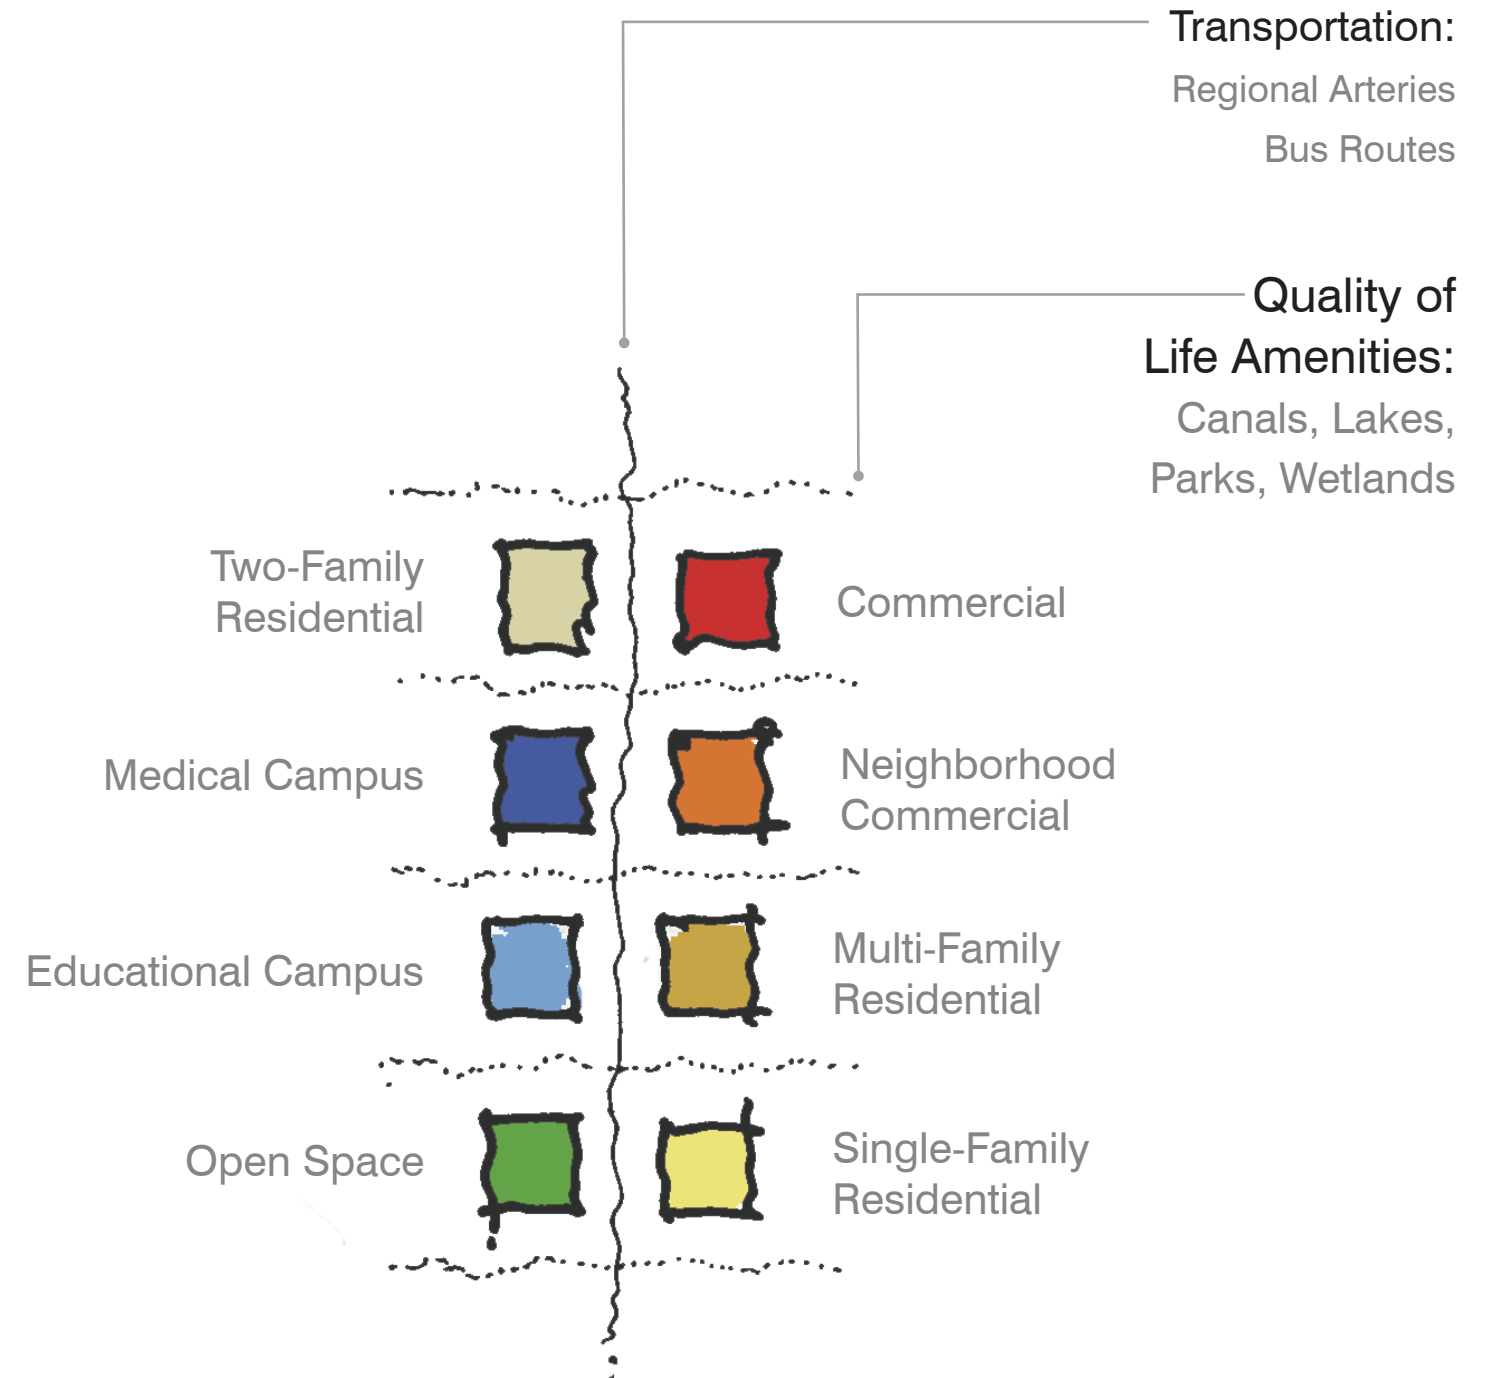 Transportation:
Regional Arteries
Bus Routes
Quality of
Life Amenities:
Canals, Lakes,
Parks, Wetlands
Two-Family
Residential
Commercial
Medical Campus
Neighborhood
Commercial
Educational Campus
Multi-Family
Residential
Open Space
Single-Family
Residential